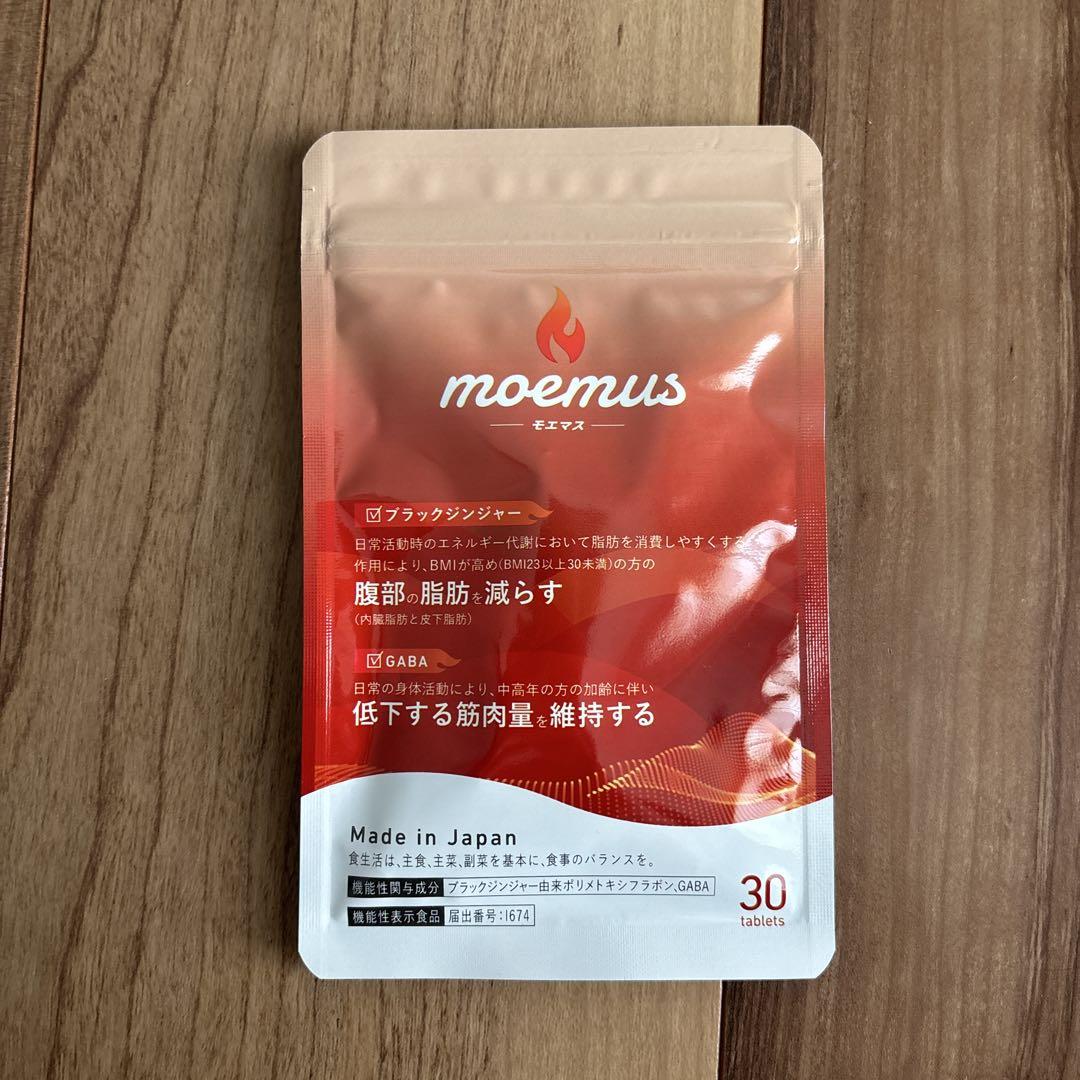 moemus
モエマス
ブラックジンジャー
日常活動時のエネルギー代謝において脂肪を消費しやすくする
作用により、BMIが高め(BMI23以上30未満)の方の
腹部の脂肪を減らす
(内臓脂肪と皮下脂肪)
GABA
日常の身体活動により、中高年の方の加齢に伴い
低下する筋肉量を維持する
Made in Japan
食生活は、主食、主菜、副菜を基本に、食事のバランスを。
機能性関与成分 ブラックジンジャー由来ポリメトキシフラボン、GABA
機能性表示食品 届出番号:I674
30
tablets